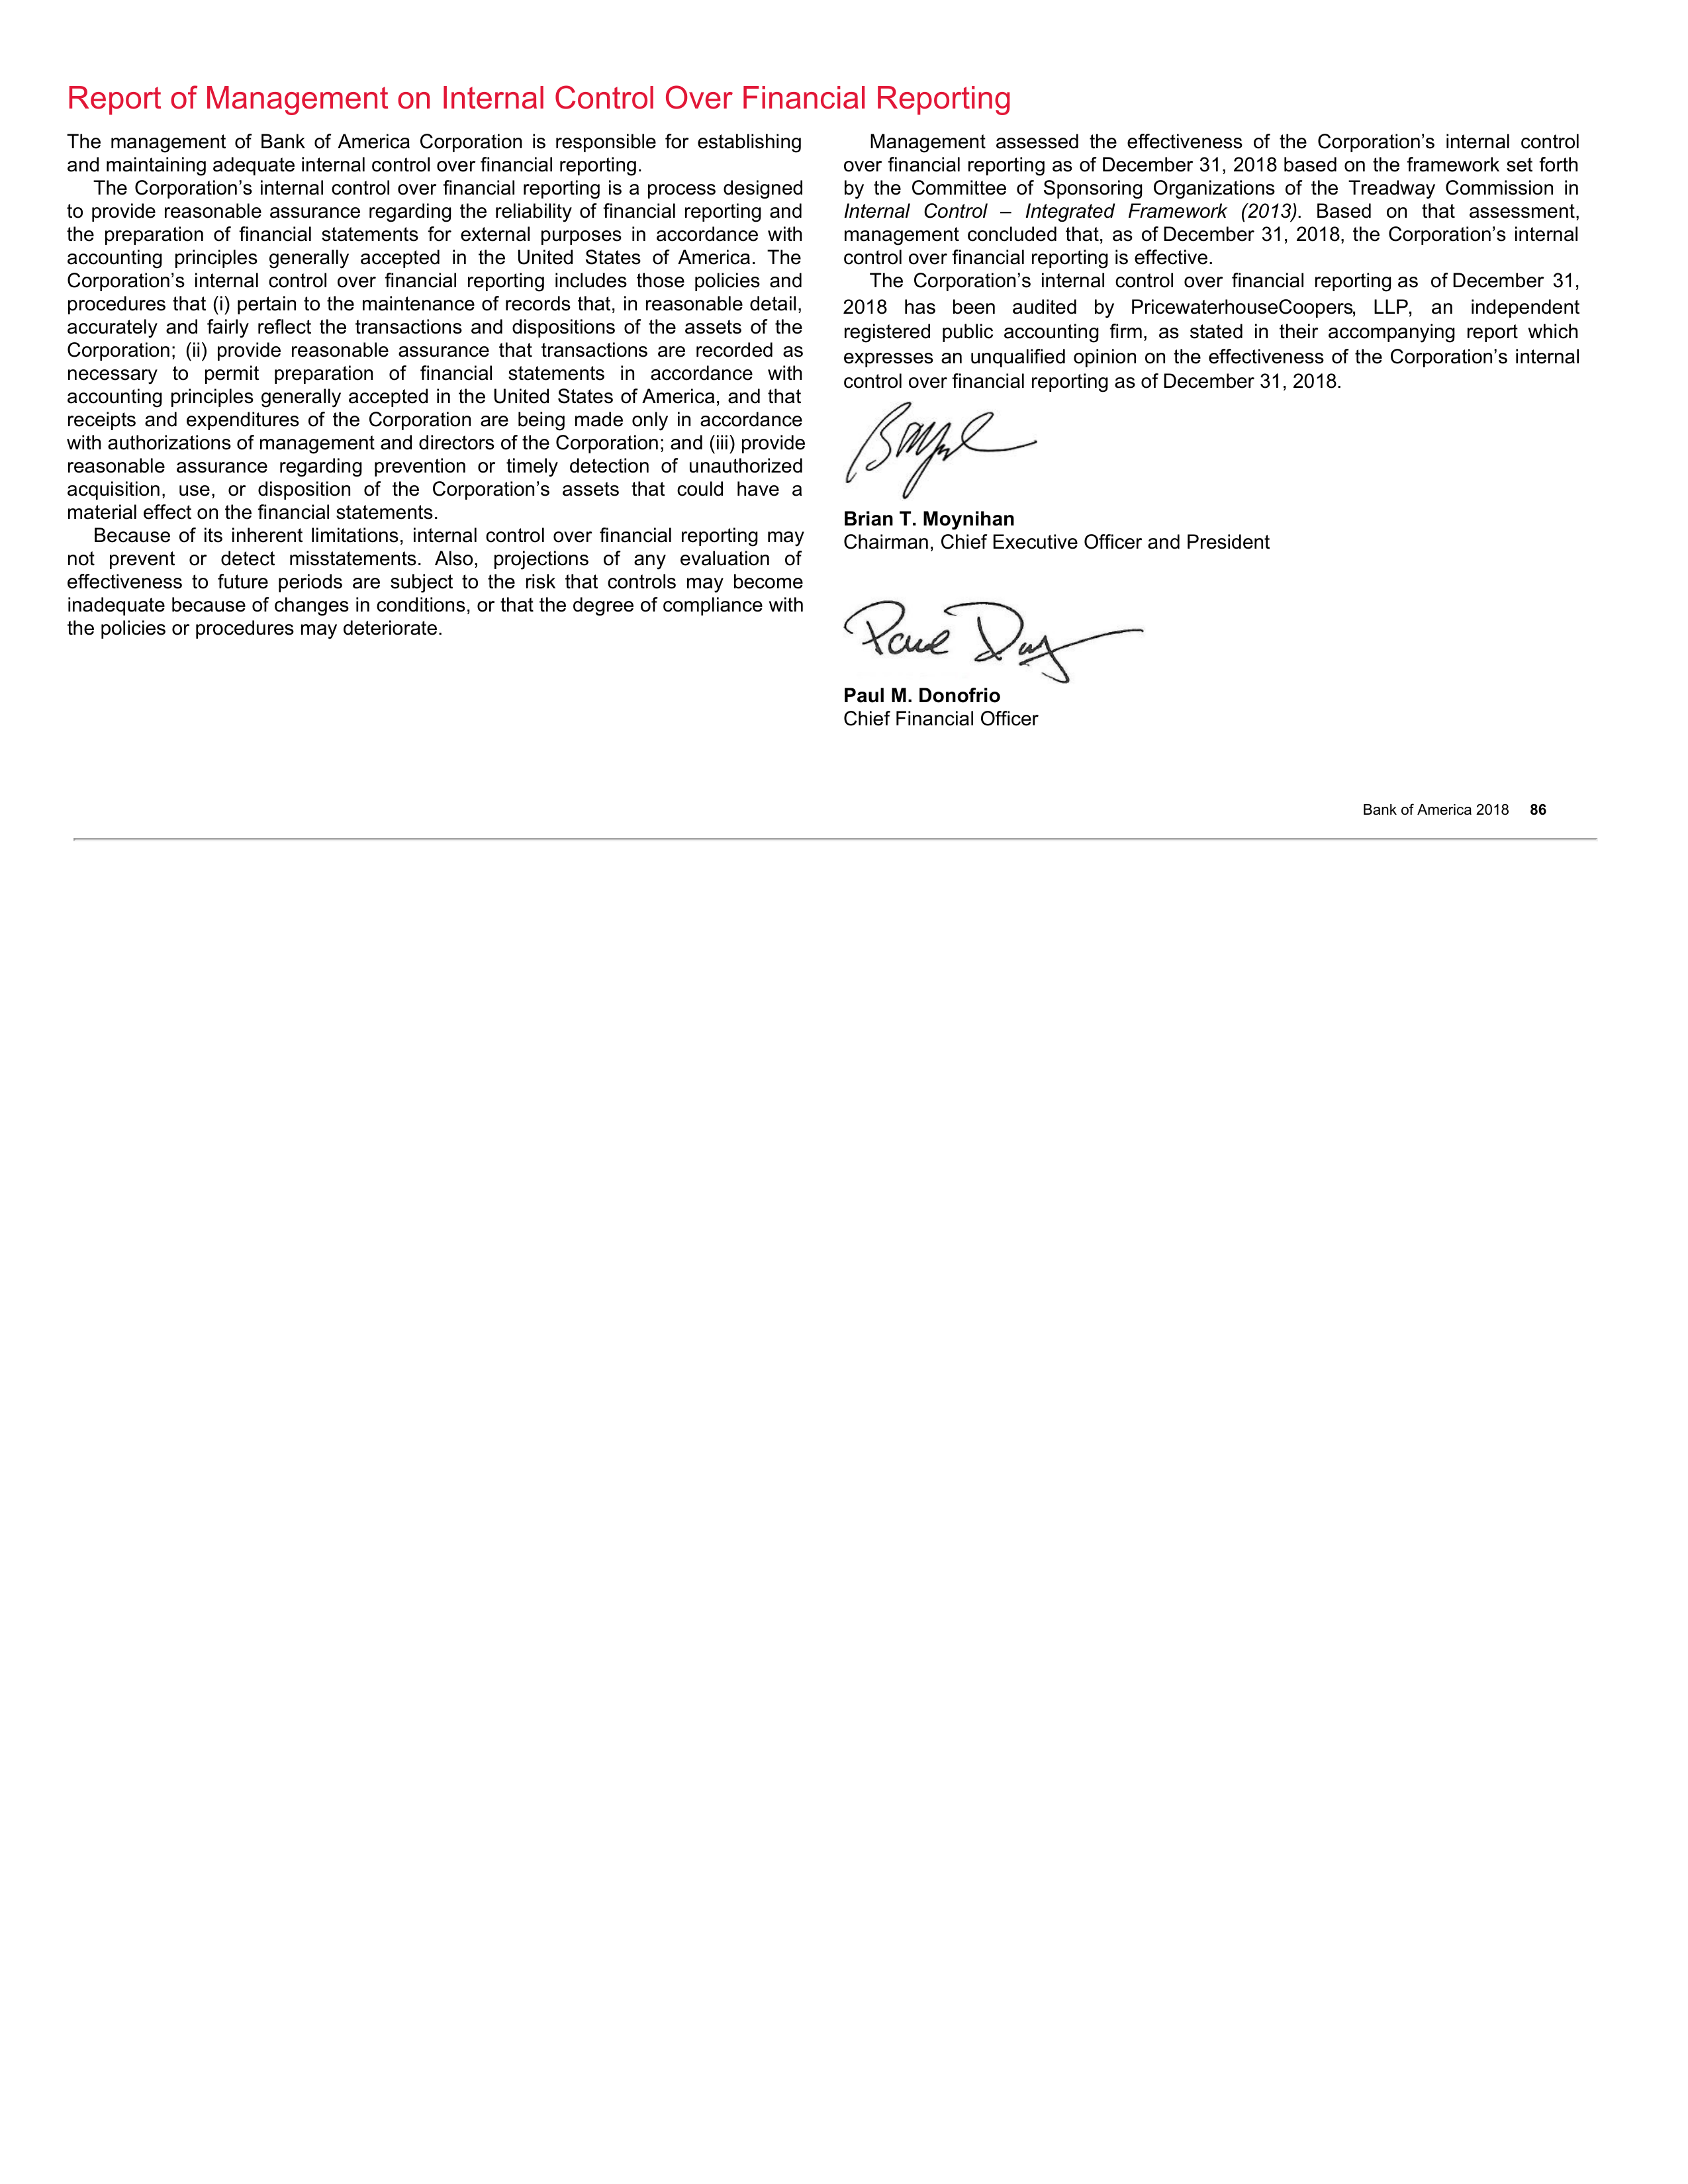 Report of Management on Internal Control Over Financial Reporting
The management of Bank of America Corporation is responsible for establishing
and maintaining adequate internal control over financial reporting.
The Corporation’s internal control over financial reporting is a process designed
to provide reasonable assurance regarding the reliability of financial reporting and
the preparation of financial statements for external purposes in accordance with
accounting principles generally accepted in the United States of America. The
Corporation’s internal control over financial reporting includes those policies and
procedures that (i) pertain to the maintenance of records that, in reasonable detail,
accurately and fairly reflect the transactions and dispositions of the assets of the
Corporation; (ii) provide reasonable assurance that transactions are recorded as
necessary to permit preparation of financial statements in accordance with
accounting principles generally accepted in the United States of America, and that
receipts and expenditures of the Corporation are being made only in accordance
with authorizations of management and directors of the Corporation; and (iii) provide
reasonable assurance regarding prevention or timely detection of unauthorized
acquisition, use, or disposition of the Corporation’s assets that could have a
material effect on the financial statements.
Because of its inherent limitations, internal control over financial reporting may
not prevent or detect misstatements. Also, projections of any evaluation of
effectiveness to future periods are subject to the risk that controls may become
inadequate because of changes in conditions, or that the degree of compliance with
the policies or procedures may deteriorate.
Management assessed the effectiveness of the Corporation’s internal control
over financial reporting as of December 31, 2018 based on the framework set forth
by the Committee of Sponsoring Organizations of the Treadway Commission in
Internal Control – Integrated Framework (2013). Based on that assessment,
management concluded that, as of December 31, 2018, the Corporation’s internal
control over financial reporting is effective.
The Corporation’s internal control over financial reporting as of December 31,
2018 has been audited by PricewaterhouseCoopers, LLP, an independent
registered public accounting firm, as stated in their accompanying report which
expresses an unqualified opinion on the effectiveness of the Corporation’s internal
control over financial reporting as of December 31, 2018.
Brian T. Moynihan
Chairman, Chief Executive Officer and President
Paul
Paul M. Donofrio
Chief Financial Officer
Bank of America 2018 86